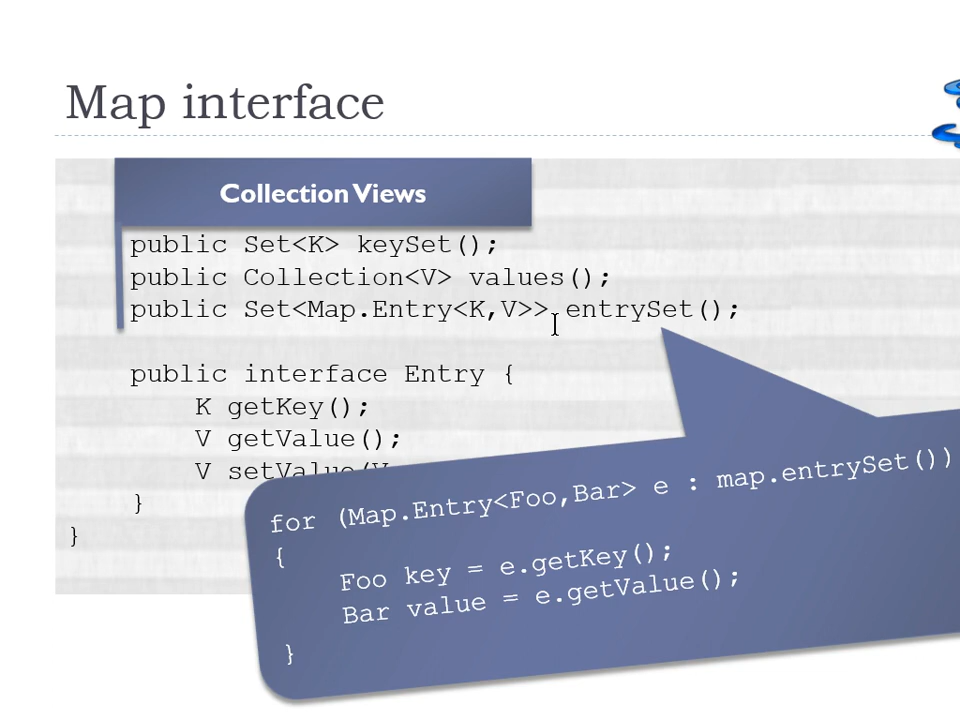 Map interface
Collection Views
public Set<K> keySet();
public Collection<V> values();
public Set<Map.Entry<K,V>> entrySet();
public interface Entry {
K getKey();
V getValue();
V setValue(V
}
}
for (Map.Entry<Foo,Bar> e : map.entrySet())
{
Foo key = e.getKey();
Bar value = e.getValue();
}